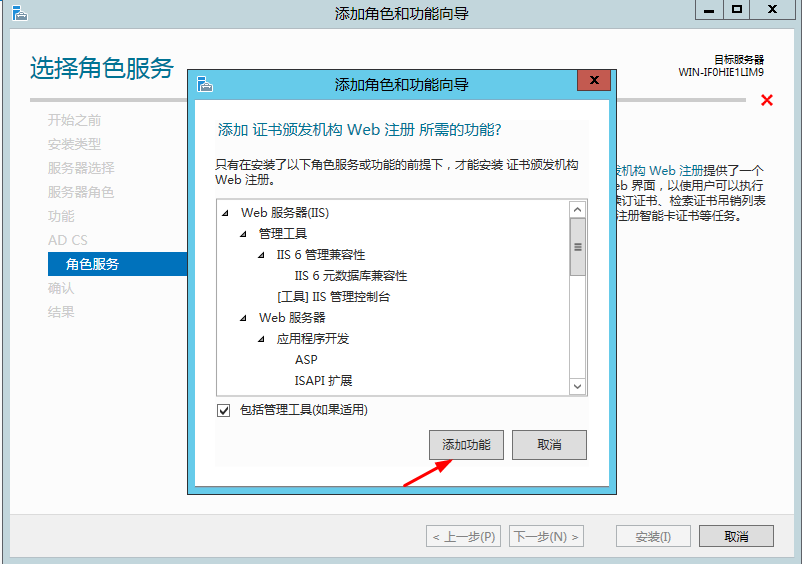 添加角色和功能向导
选择角色服务
目标服务器
WIN-IF0HIE1LIM9
开始之前
安装类型
服务器选择
服务器角色
功能
AD CS
角色服务
确认
结果
机构 Web 注册提供了一个
界面，以使用户可以执行
订证书、检索证书吊销列表
注册智能卡证书等任务。
添加角色和功能向导
添加 证书颁发机构 Web 注册 所需的功能?
只有在安装了以下角色服务或功能的前提下，才能安装 证书颁发机构
Web 注册。
Web 服务器(IIS)
管理工具
IIS 6 管理兼容性
IIS 6 元数据库兼容性
[工具] IIS 管理控制台
Web 服务器
应用程序开发
ASP
ISAPI 扩展
包括管理工具(如果适用)
添加功能 取消
< 上一步(P) 下一步(N) > 安装(I) 取消